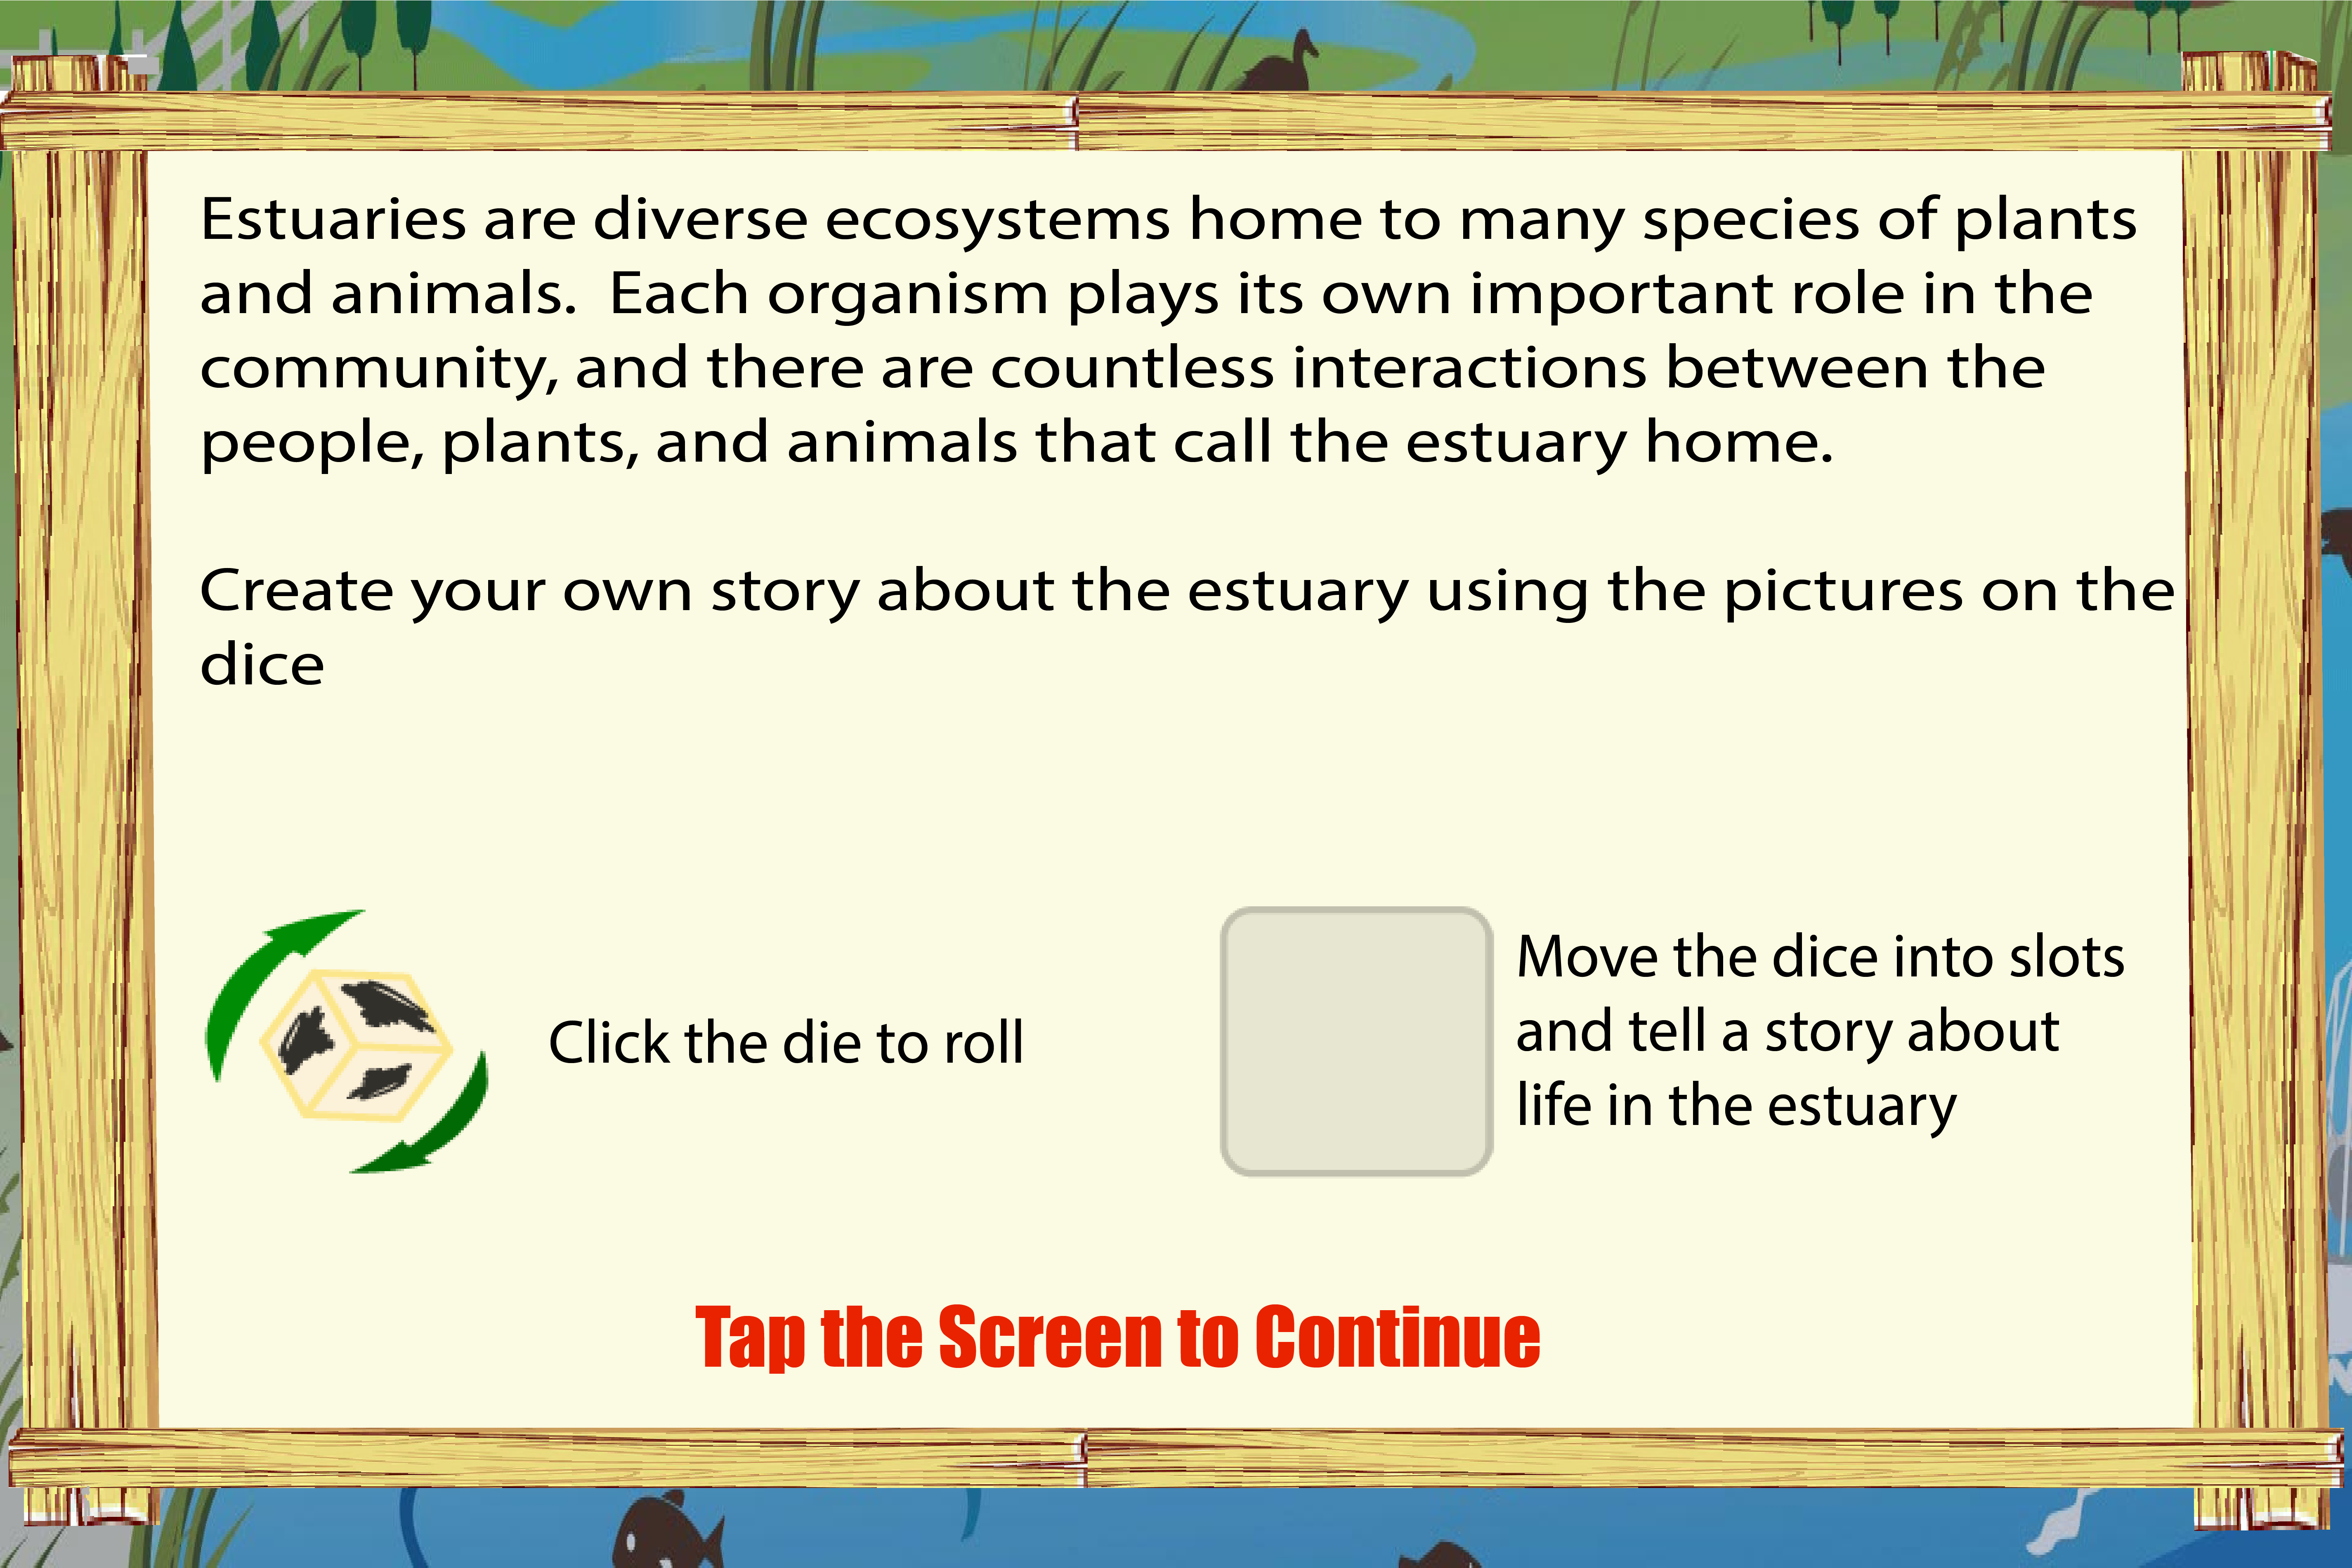 Estuaries are diverse ecosystems home to many species of plants
and animals.  Each organism plays its own important role in the
community, and there are countless interactions between the
people, plants, and animals that call the estuary home.
Create your own story about the estuary using the pictures on the
dice
Click the die to roll
Move the dice into slots
and tell a story about
life in the estuary
Tap the Screen to Continue